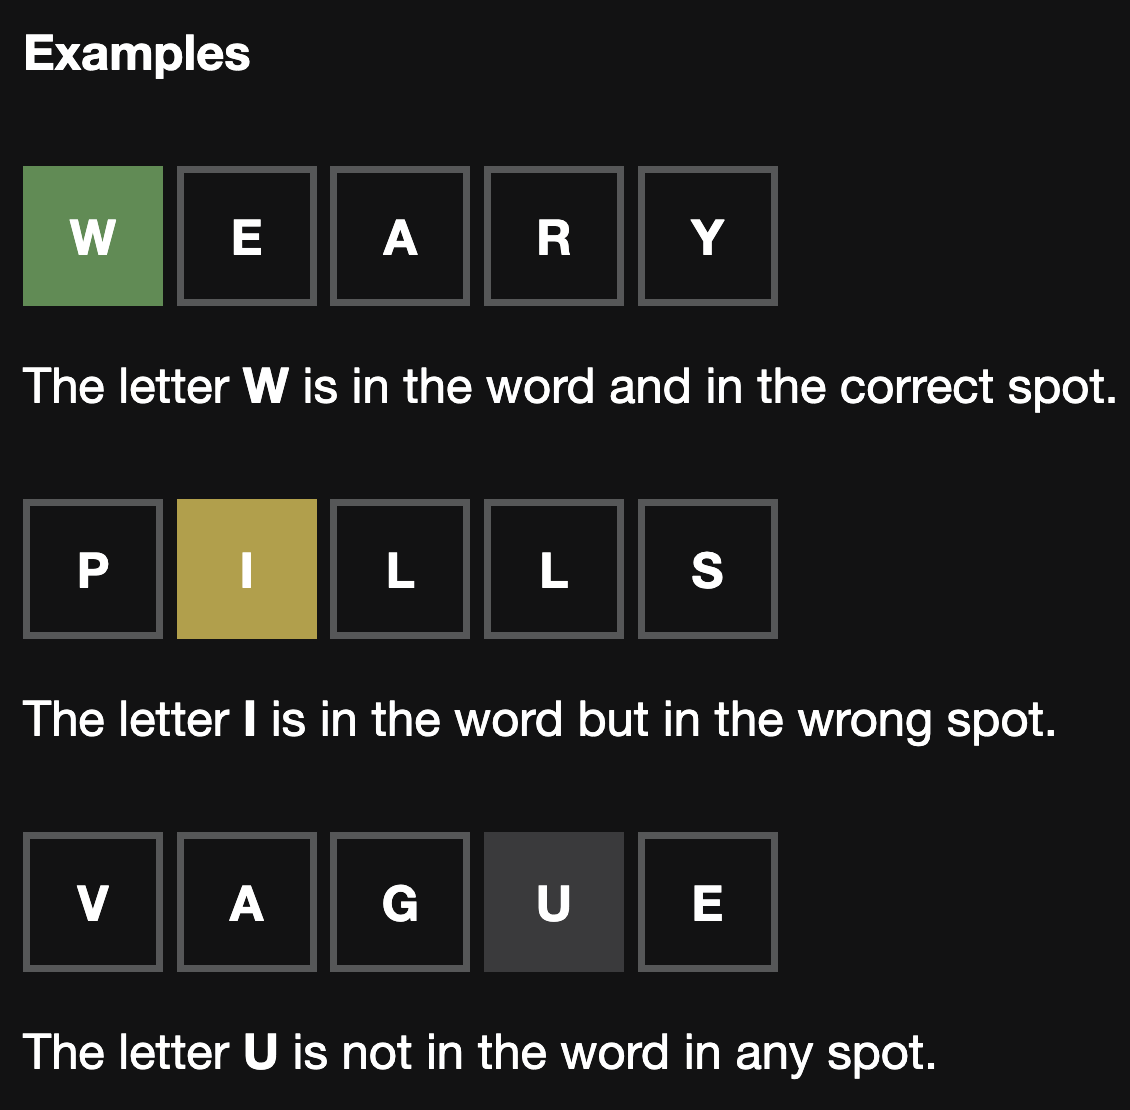 Examples
W E A R Y
The letter W is in the word and in the correct spot.
P I L L S
The letter I is in the word but in the wrong spot.
V A G U E
The letter U is not in the word in any spot.